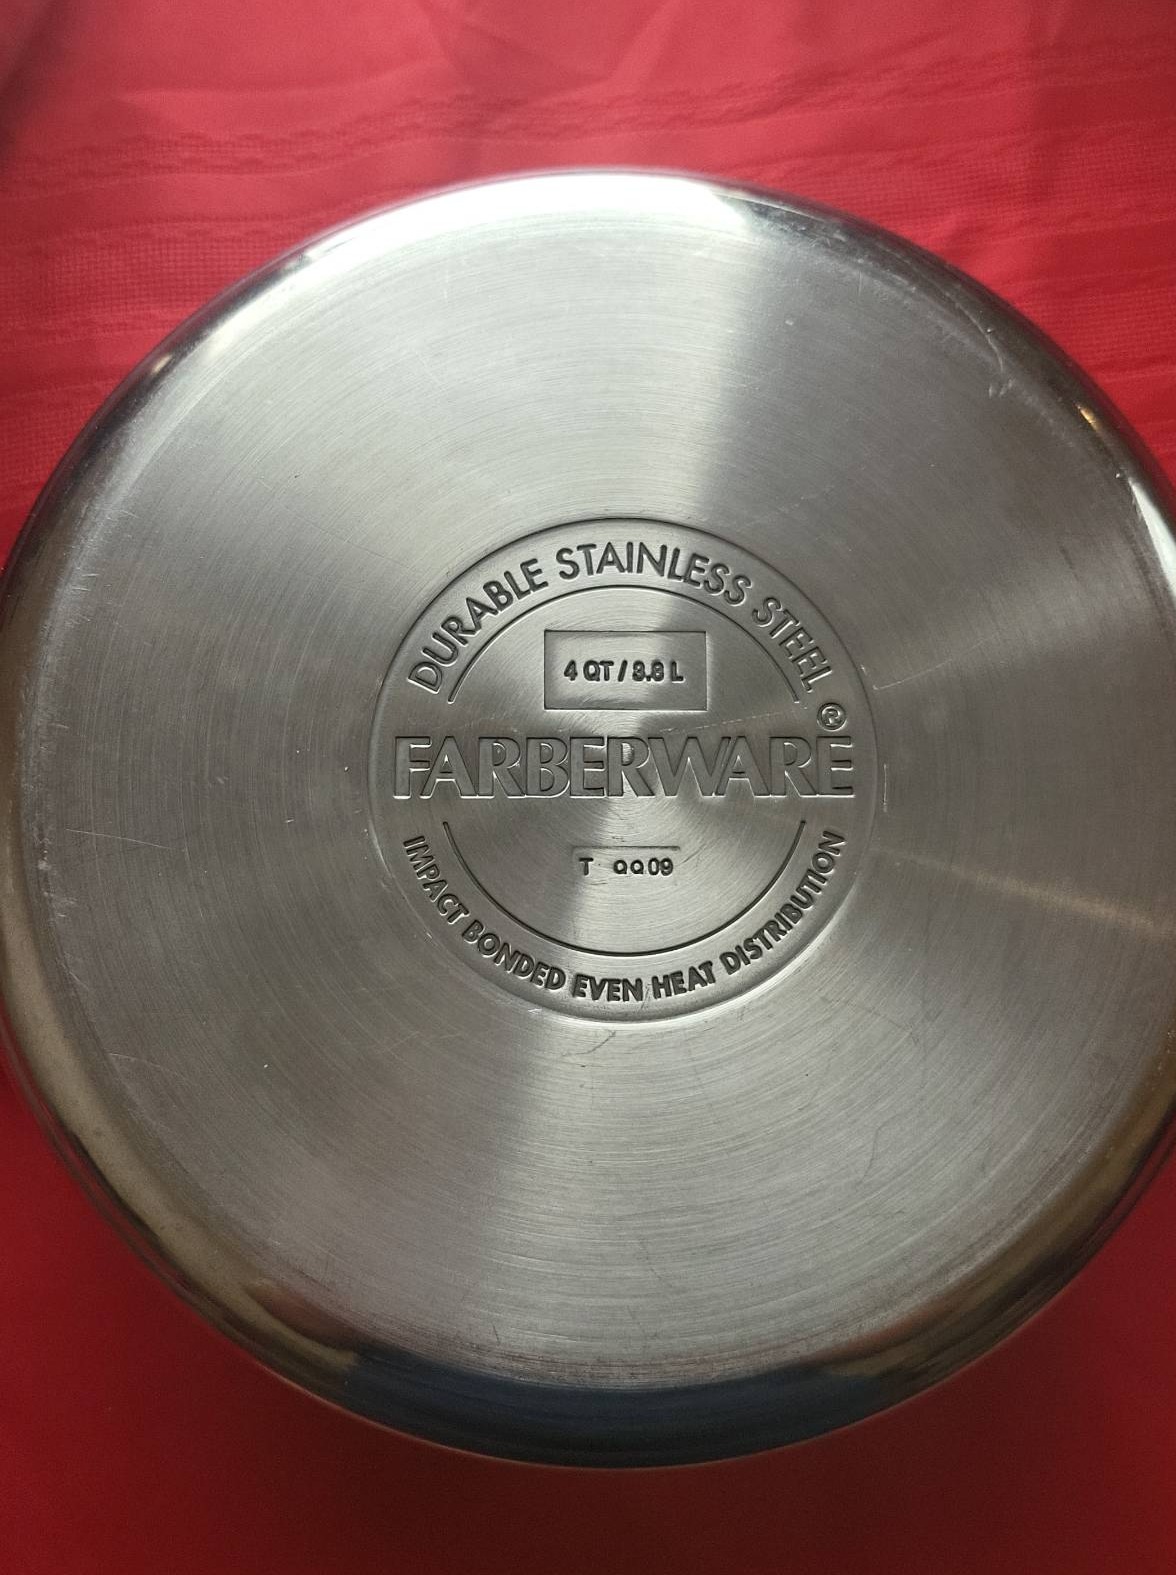 DURABLE STAINLESS STEEL
4 QT / 3.8 L
FARBERWARE®
T QQ09
IMPACT BONDED EVEN HEAT DISTRIBUTION